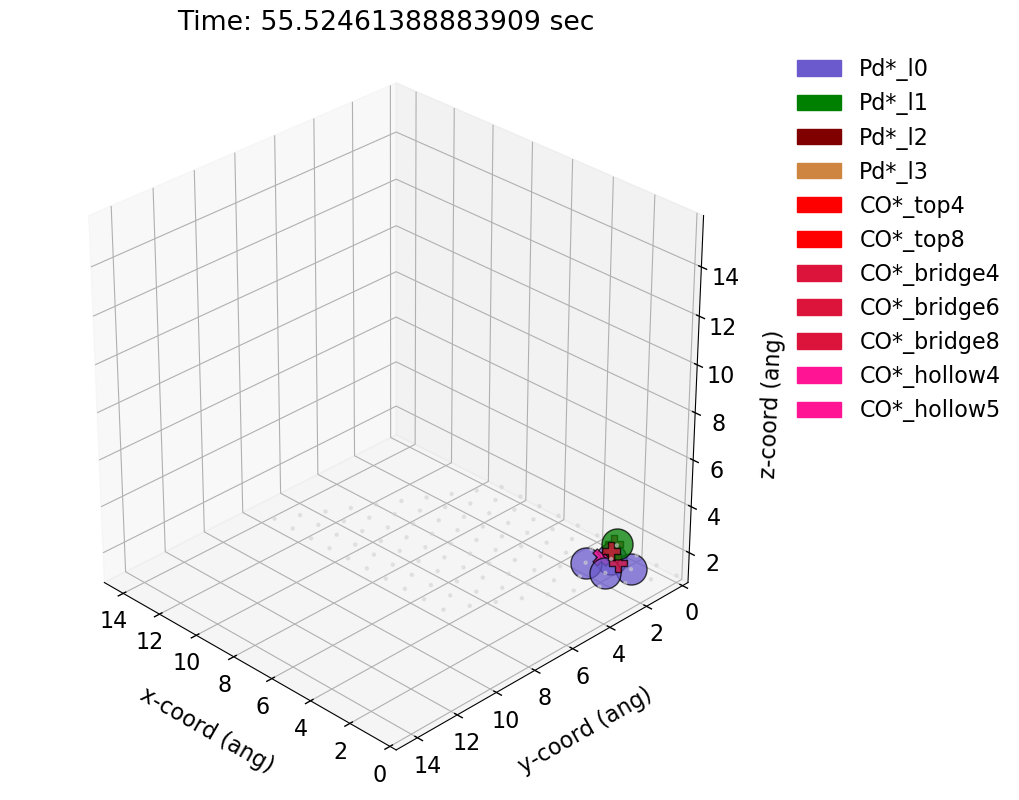 Time: 55.52461388883909 sec
Pd*_l0
Pd*_l1
Pd*_l2
Pd*_l3
CO*_top4
CO*_top8
CO*_bridge4
CO*_bridge6
CO*_bridge8
CO*_hollow4
CO*_hollow5
14
12
10
8
6
4
2
z-coord (ang)
14
12
10
8
6
4
2
0
x-coord (ang)
0
2
4
6
8
10
12
14
y-coord (ang)